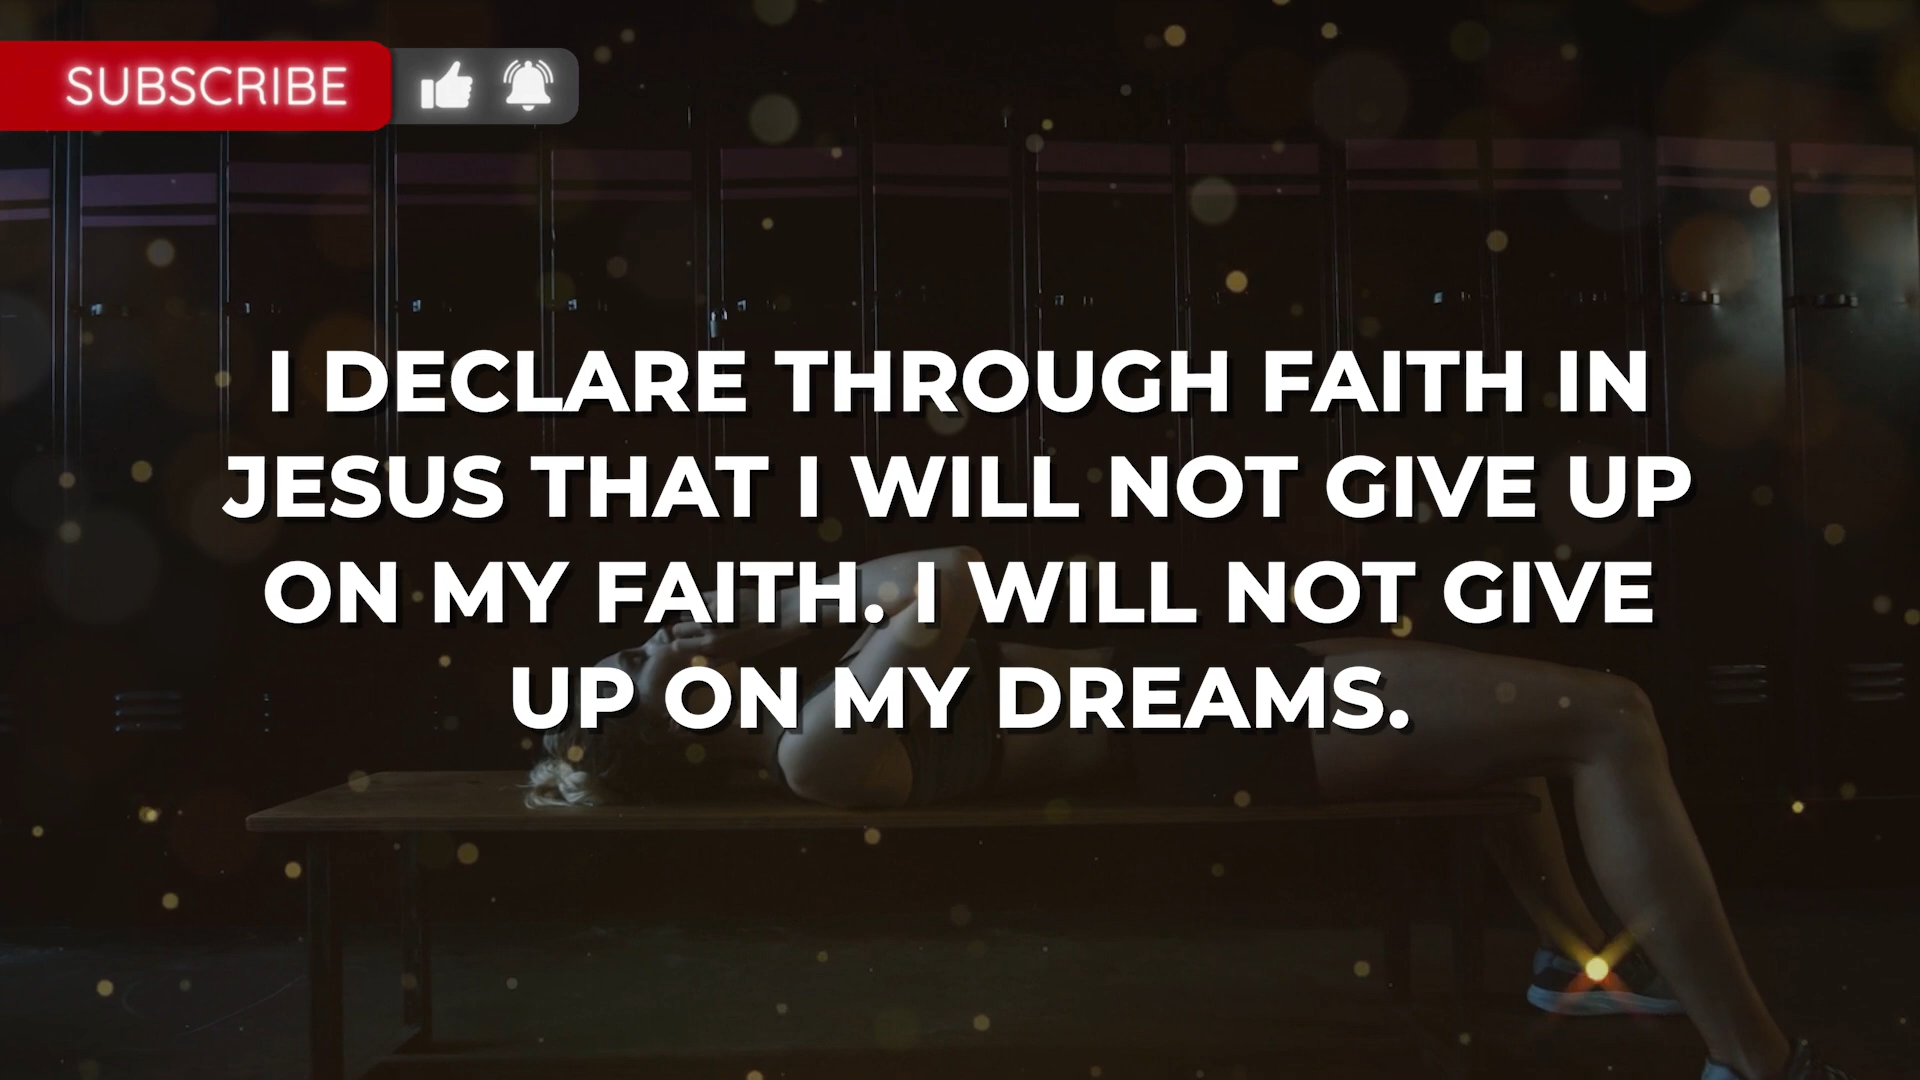 SUBSCRIBE
I DECLARE THROUGH FAITH IN
JESUS THAT I WILL NOT GIVE UP
ON MY FAITH. I WILL NOT GIVE
UP ON MY DREAMS.